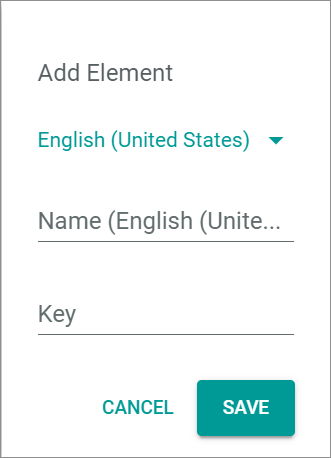 Add Element
English (United States)
Name (English (Unite...
Key
CANCEL
SAVE